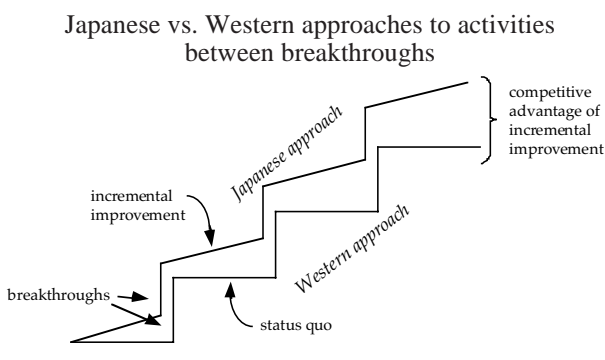 Japanese vs. Western approaches to activities
between breakthroughs
competitive
advantage of
incremental
improvement
Japanese approach
incremental
improvement
Western approach
breakthroughs
status quo